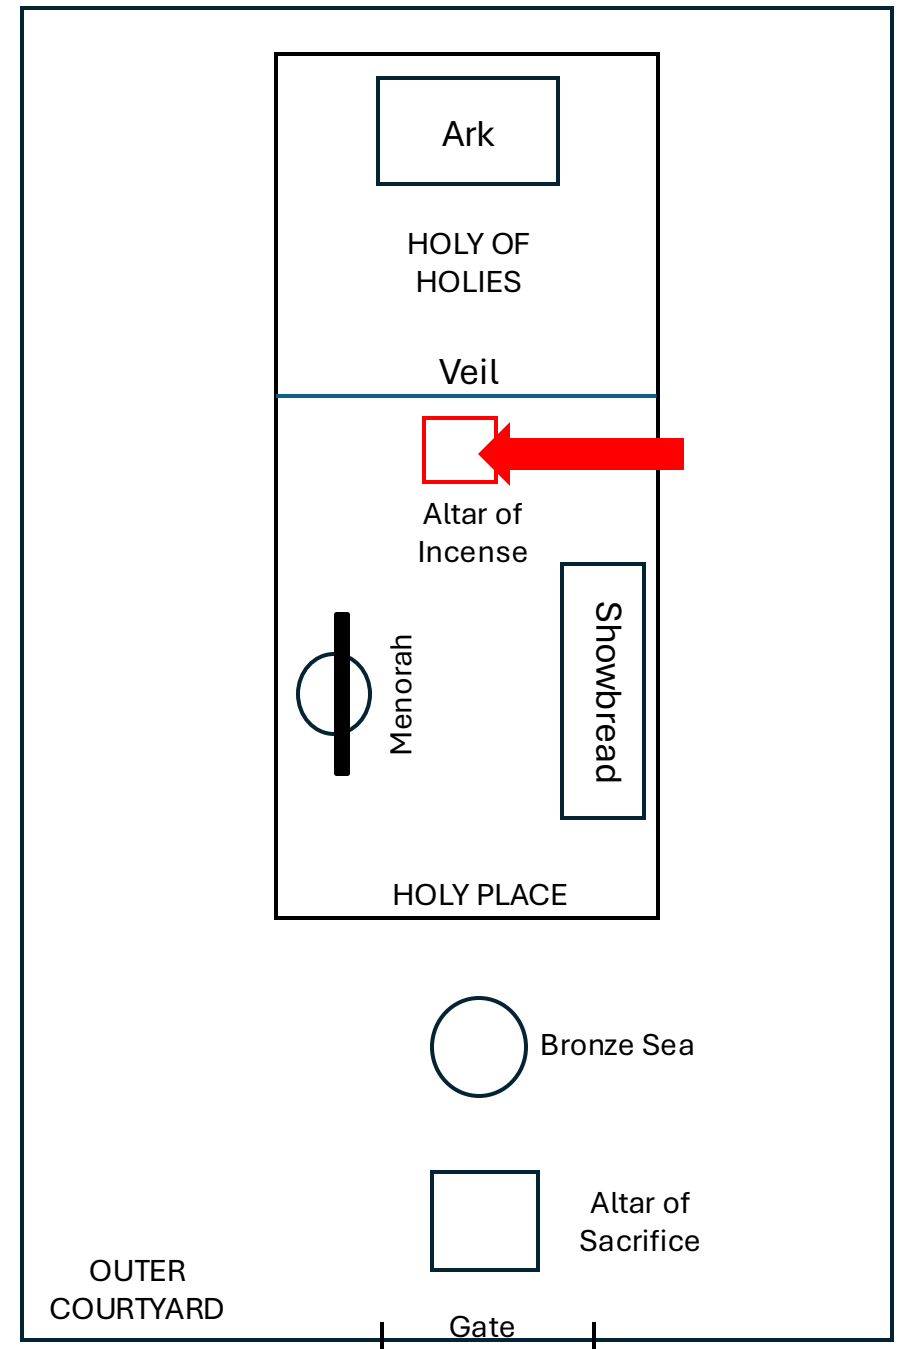 Ark
HOLY OF
HOLIES
Veil
Altar of
Incense
Menorah
Showbread
HOLY PLACE
Bronze Sea
Altar of
Sacrifice
OUTER
COURTYARD
Gate